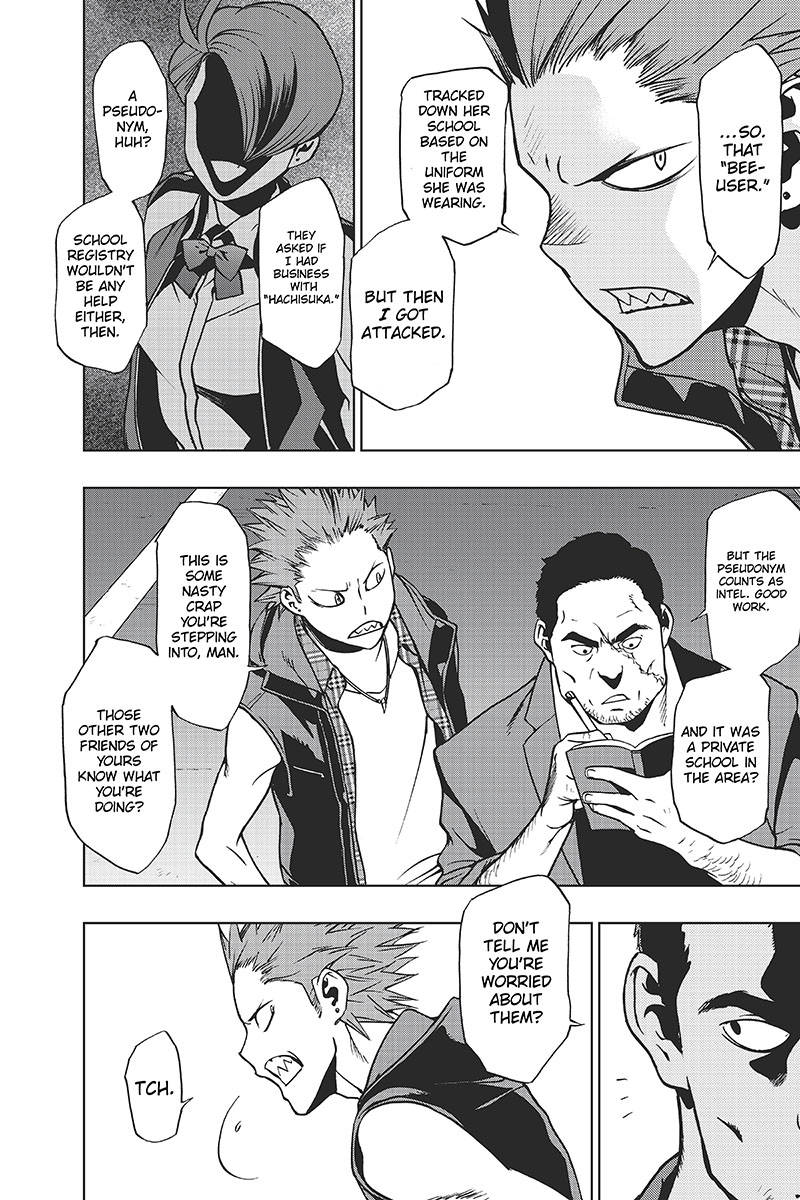 ...SO.
THAT
"BEE-
USER."
TRACKED
DOWN HER
SCHOOL
BASED ON
THE
UNIFORM
SHE WAS
WEARING.
BUT THEN
I GOT
ATTACKED.
THEY
ASKED IF
I HAD
BUSINESS
WITH
"HACHISUKA."
A
PSEUDO-
NYM,
HUH?
SCHOOL
REGISTRY
WOULDN'T
BE ANY
HELP
EITHER,
THEN.
BUT THE
PSEUDONYM
COUNTS AS
INTEL. GOOD
WORK.
AND IT WAS
A PRIVATE
SCHOOL IN
THE AREA?
THIS IS
SOME
NASTY
CRAP
YOU'RE
STEPPING
INTO, MAN.
THOSE
OTHER TWO
FRIENDS OF
YOURS
KNOW WHAT
YOU'RE
DOING?
DON'T
TELL ME
YOU'RE
WORRIED
ABOUT
THEM?
TCH.